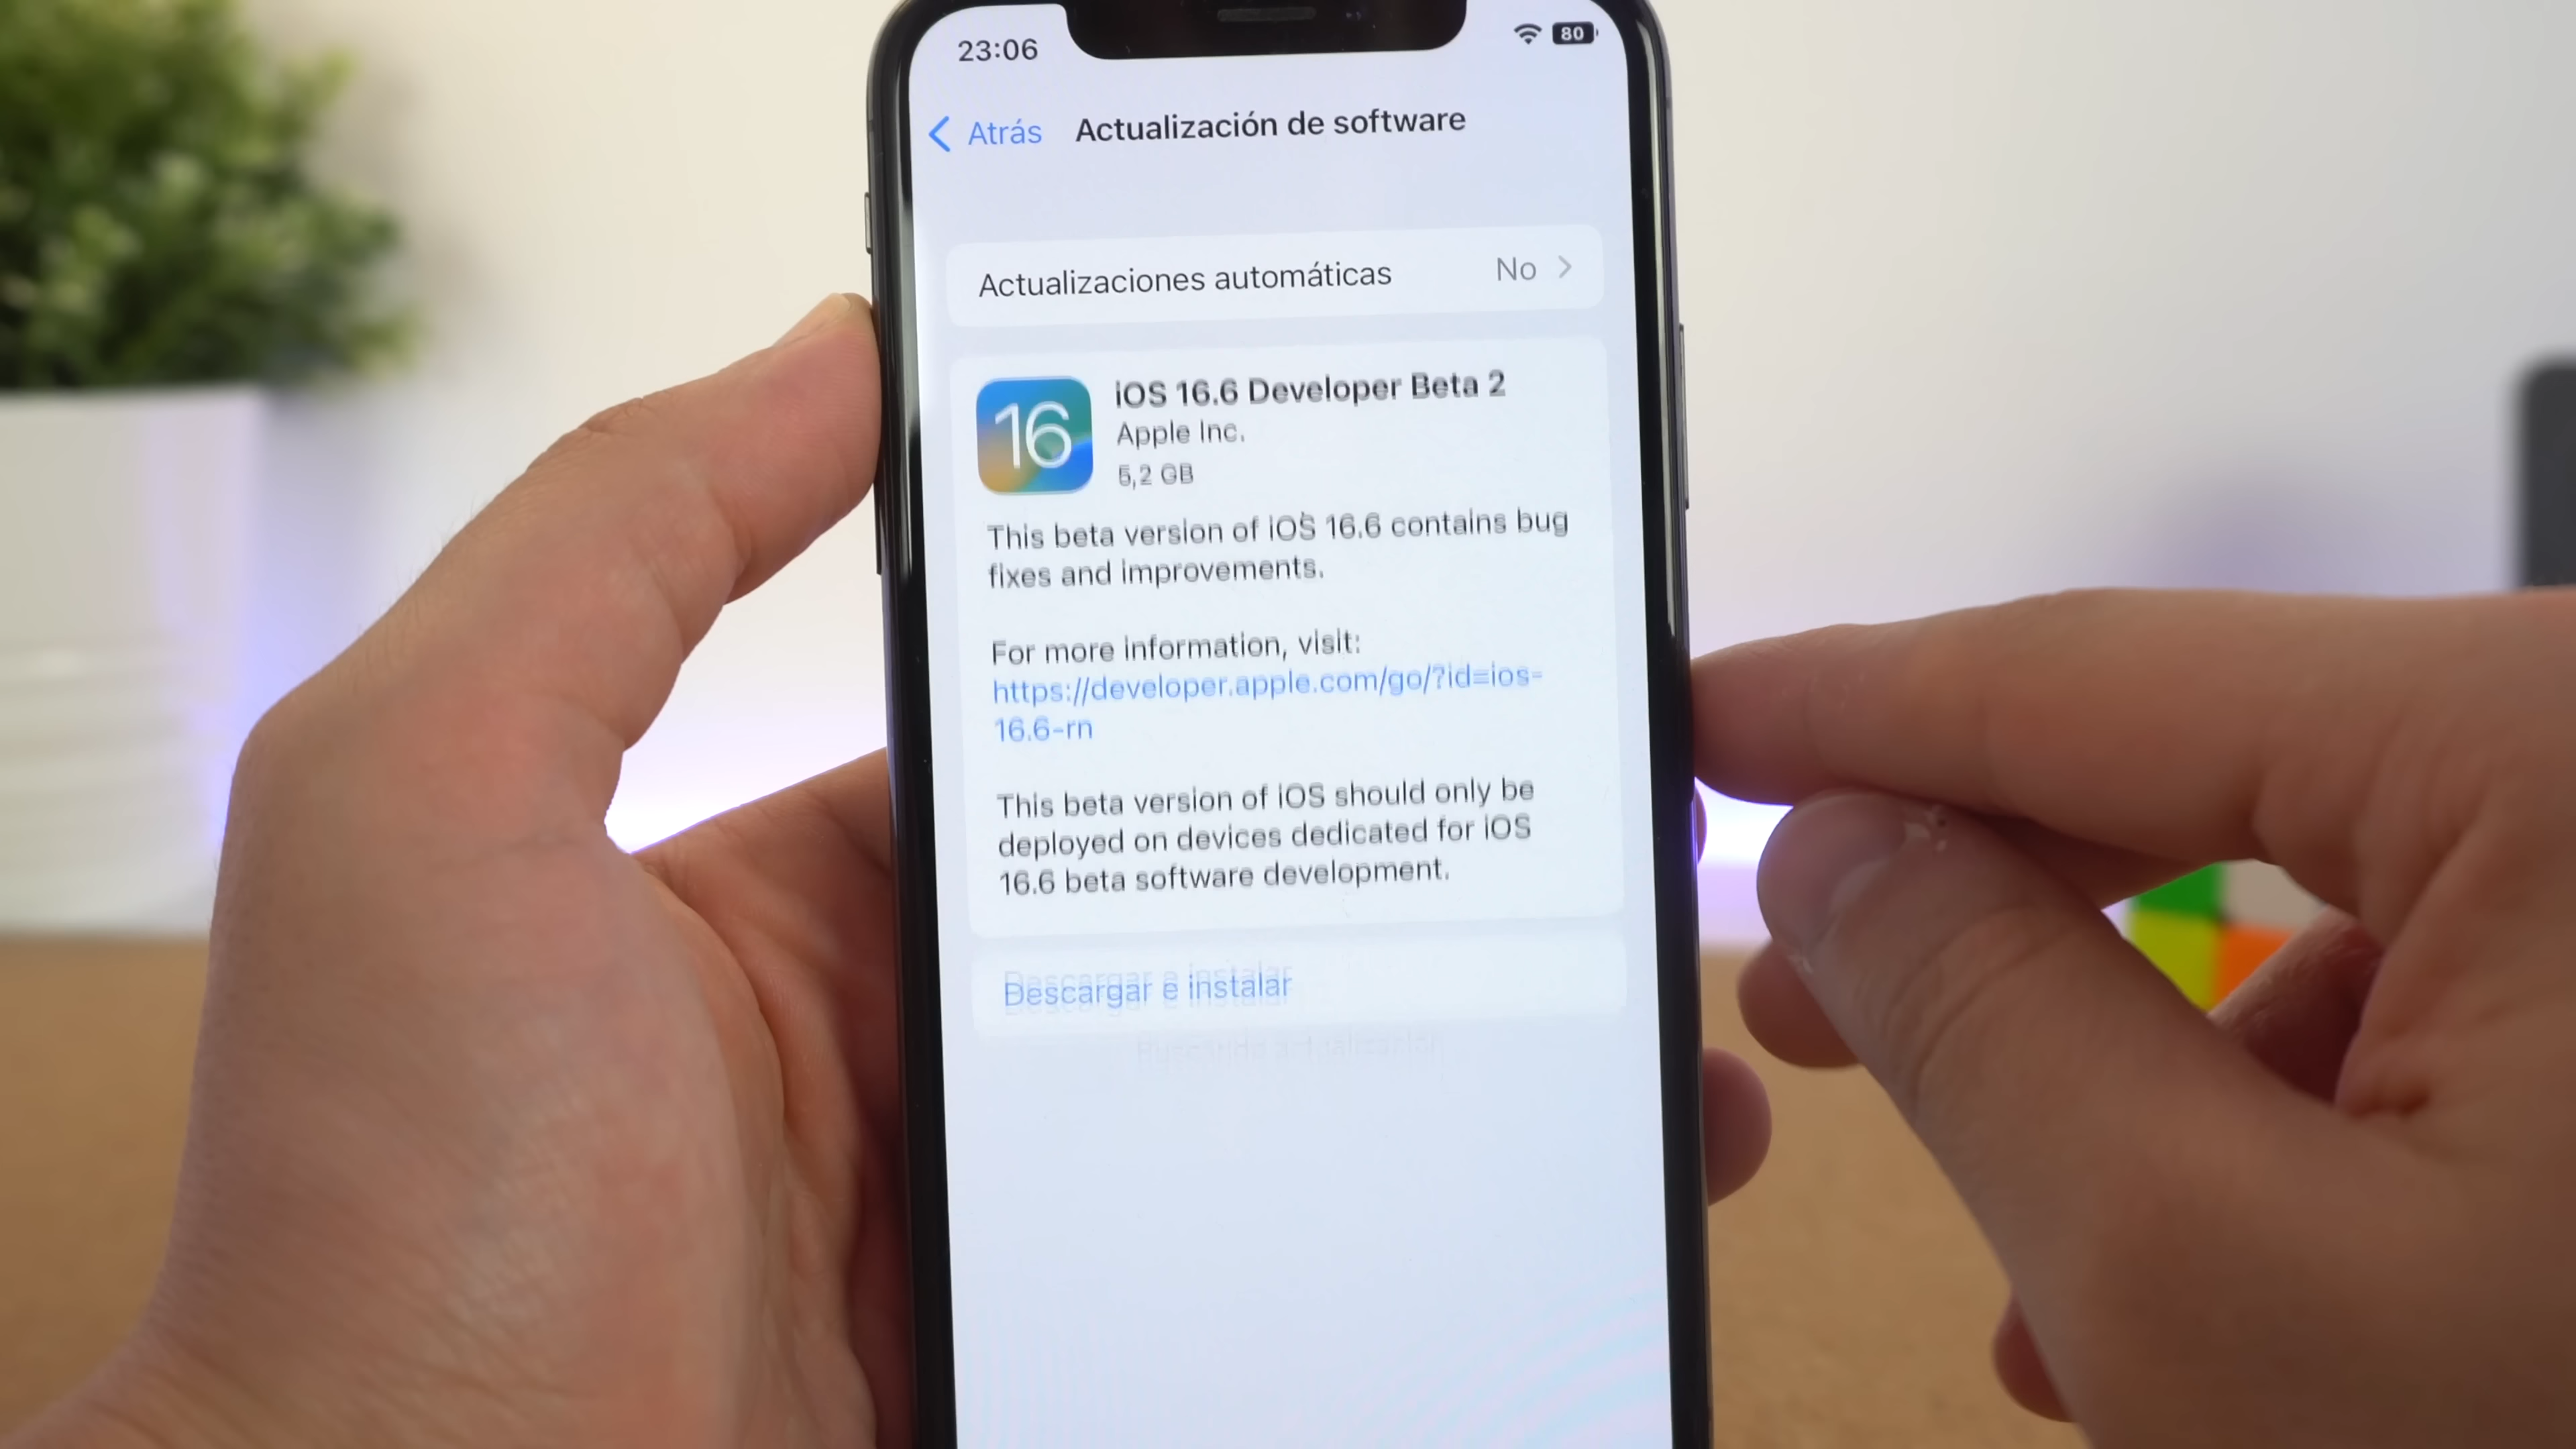 23:06
80
Atrás
Actualización de software
Actualizaciones automáticas
No
16
iOS 16.6 Developer Beta 2
Apple Inc.
5,2 GB
This beta version of iOS 16.6 contains bug
fixes and improvements.
For more information, visit:
https://developer.apple.com/go/?id=ios-
16.6-rn
This beta version of iOS should only be
deployed on devices dedicated for iOS
16.6 beta software development.
Descargar e instalar